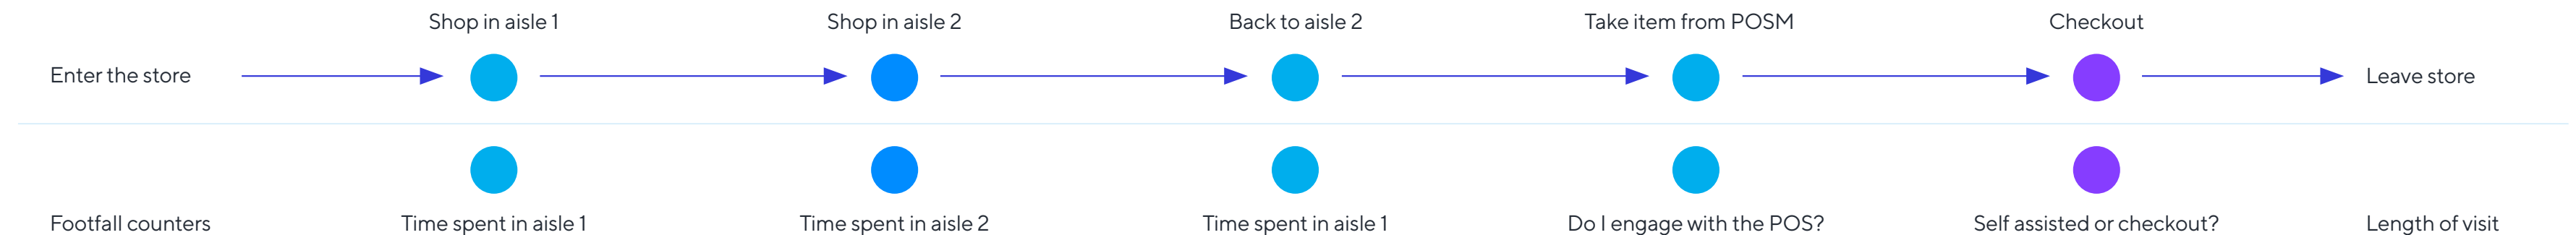 Shop in aisle 1
Shop in aisle 2
Back to aisle 2
Take item from POSM
Checkout
Enter the store
Leave store
Footfall counters
Time spent in aisle 1
Time spent in aisle 2
Time spent in aisle 1
Do I engage with the POS?
Self assisted or checkout?
Length of visit